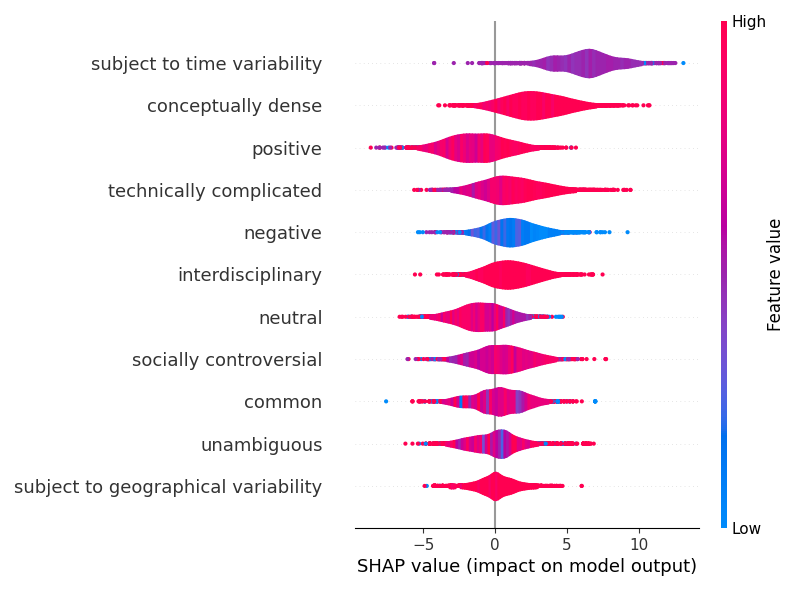 High
subject to time variability
conceptually dense
positive
technically complicated
negative
interdisciplinary
neutral
socially controversial
common
unambiguous
subject to geographical variability
Feature value
Low
−5 0 5 10
SHAP value (impact on model output)